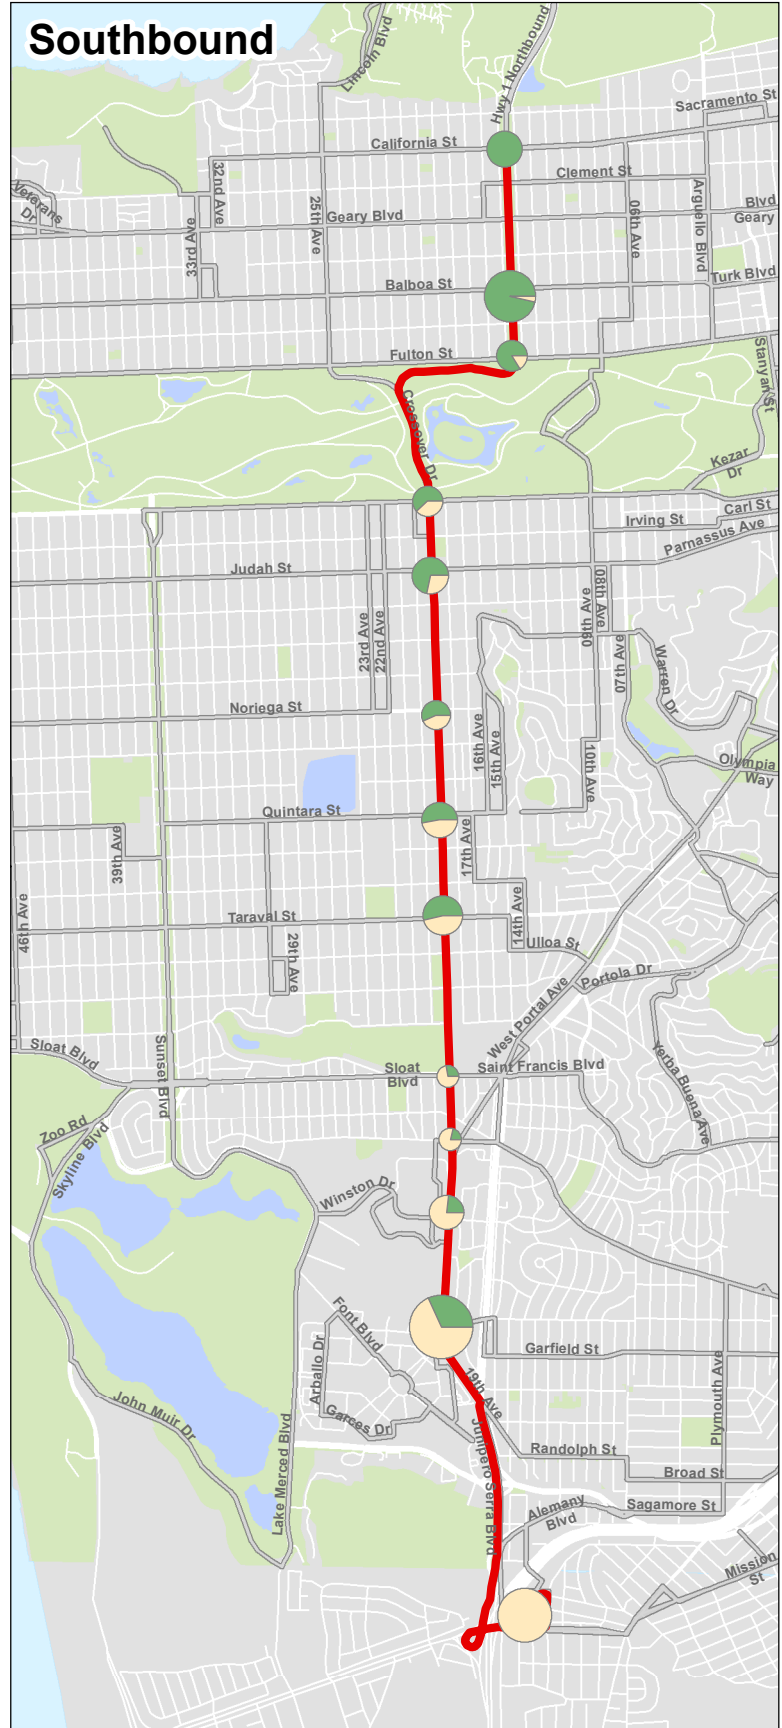 Southbound
Lincoln Blvd
Hwy 1 Northbound
Sacramento St
California St
Clement St
Veterans
Dr
32nd Ave
25th Ave
Geary Blvd
06th Ave
Arguello Blvd
Blvd
Geary
33rd Ave
Balboa St
Turk Blvd
Fulton St
Stanyan St
Crossover Dr
Kezar
Dr
Carl St
Irving St
Parnassus Ave
Judah St
08th Ave
09th Ave
23rd Ave
22nd Ave
07th Ave
Warren Dr
Noriega St
16th Ave
15th Ave
10th Ave
Olympia
Way
Quintara St
39th Ave
17th Ave
46th Ave
Taraval St
29th Ave
14th Ave
Ulloa St
Portola Dr
West Portal Ave
Sloat Blvd
Sunset Blvd
Sloat
Blvd
Saint Francis Blvd
Yerba Buena Ave
Zoo Rd
Skyline Blvd
Winston Dr
Font Blvd
Arballo Dr
Garfield St
19th Ave
Plymouth Ave
Garces Dr
John Muir Dr
Junipero Serra Blvd
Randolph St
Broad St
Lake Merced Blvd
Alemany
Blvd
Sagamore St
Mission
St